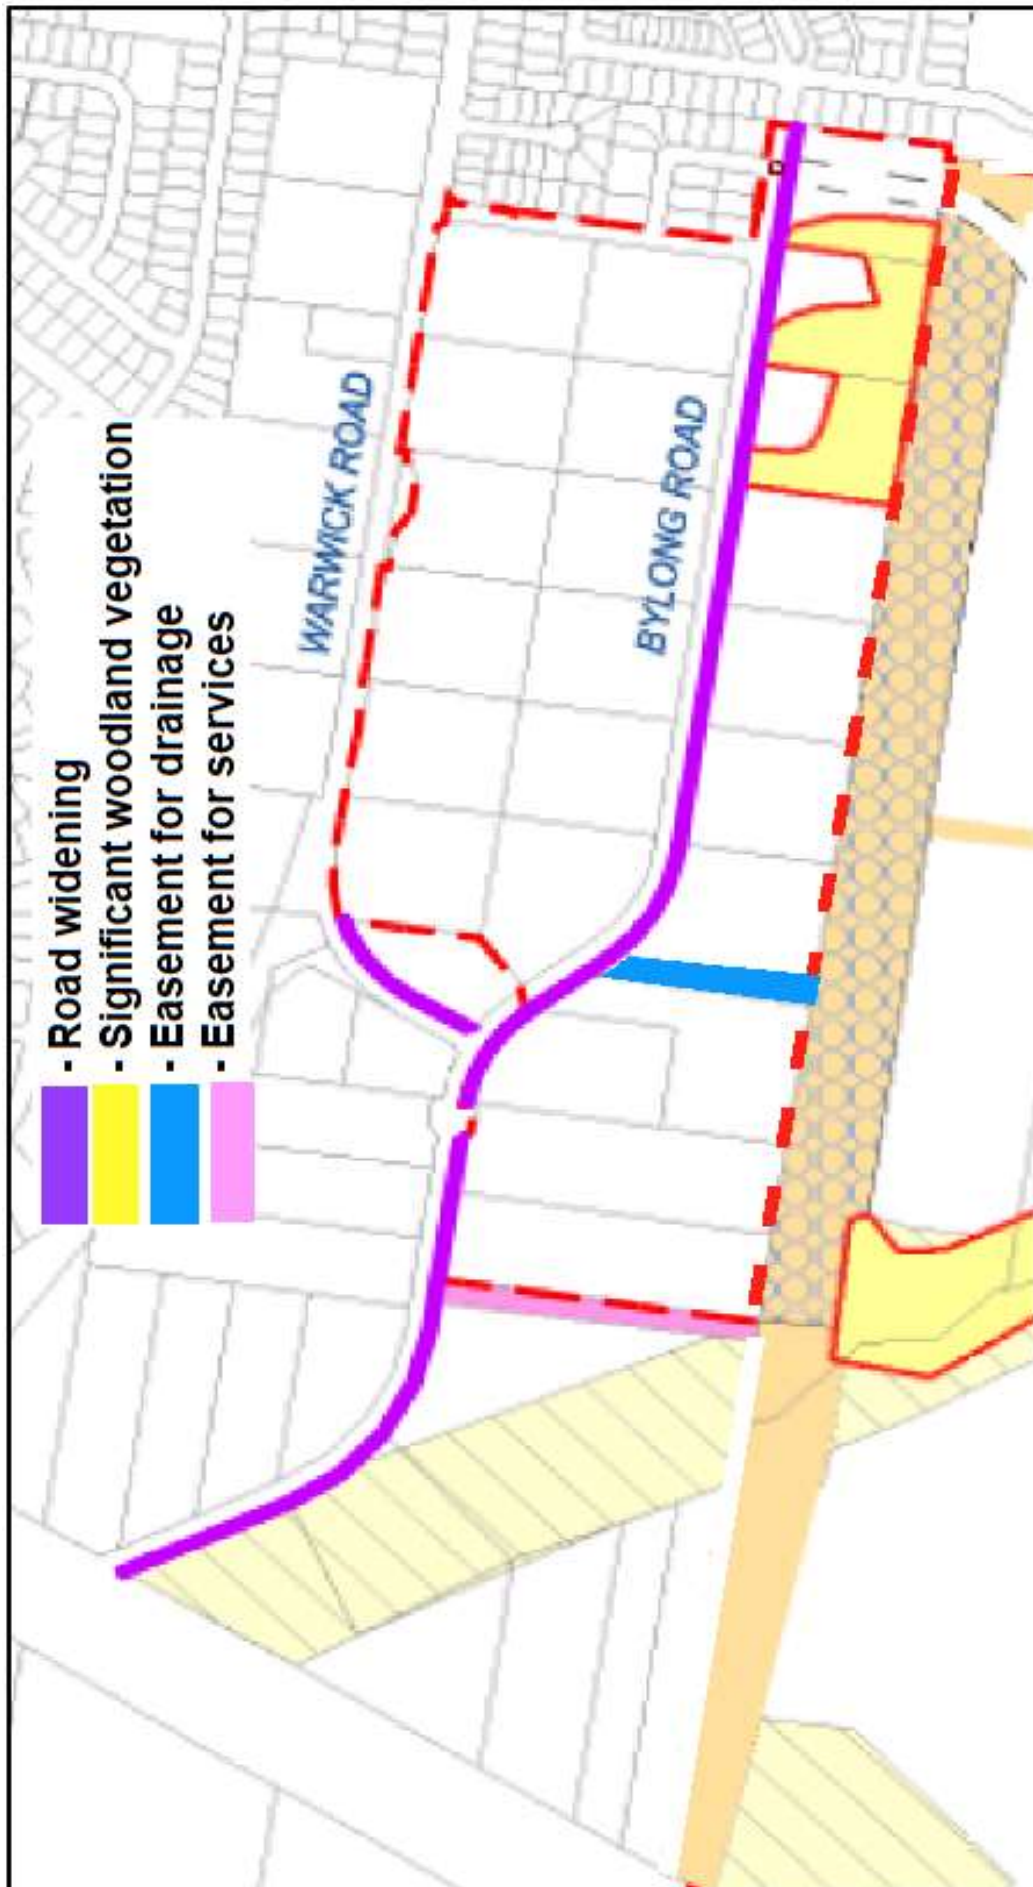 WARWICK ROAD
BYLONG ROAD
- Road widening
- Significant woodland vegetation
- Easement for drainage
- Easement for services